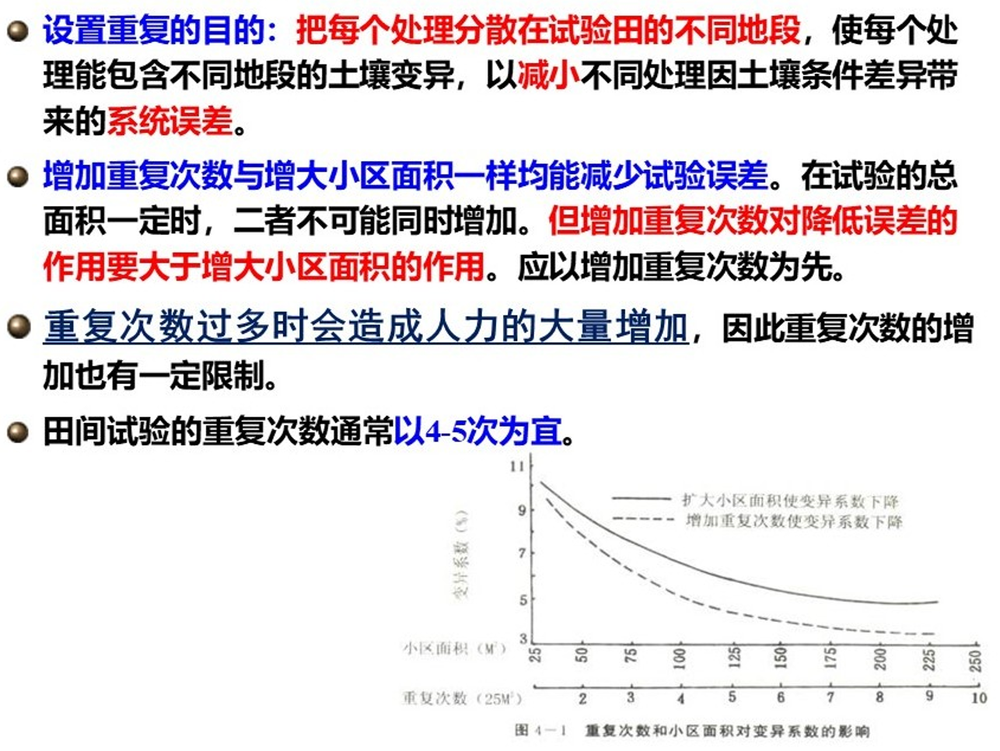 设置重复的目的：把每个处理分散在试验田的不同地段，使每个处
理能包含不同地段的土壤变异，以减小不同处理因土壤条件差异带
来的系统误差。
增加重复次数与增大小区面积一样均能减少试验误差。在试验的总
面积一定时，二者不可能同时增加。但增加重复次数对降低误差的
作用要大于增大小区面积的作用。应以增加重复次数为先。
重复次数过多时会造成人力的大量增加，因此重复次数的增
加也有一定限制。
田间试验的重复次数通常以4-5次为宜。
11
9
7
5
3
变异系数（%）
扩大小区面积使变异系数下降
增加重复次数使变异系数下降
小区面积（M²） 25 50 75 100 125 150 175 200 225 250
重复次数（25M²） 2 3 4 5 6 7 8 9 10
图 4－1 重复次数和小区面积对变异系数的影响